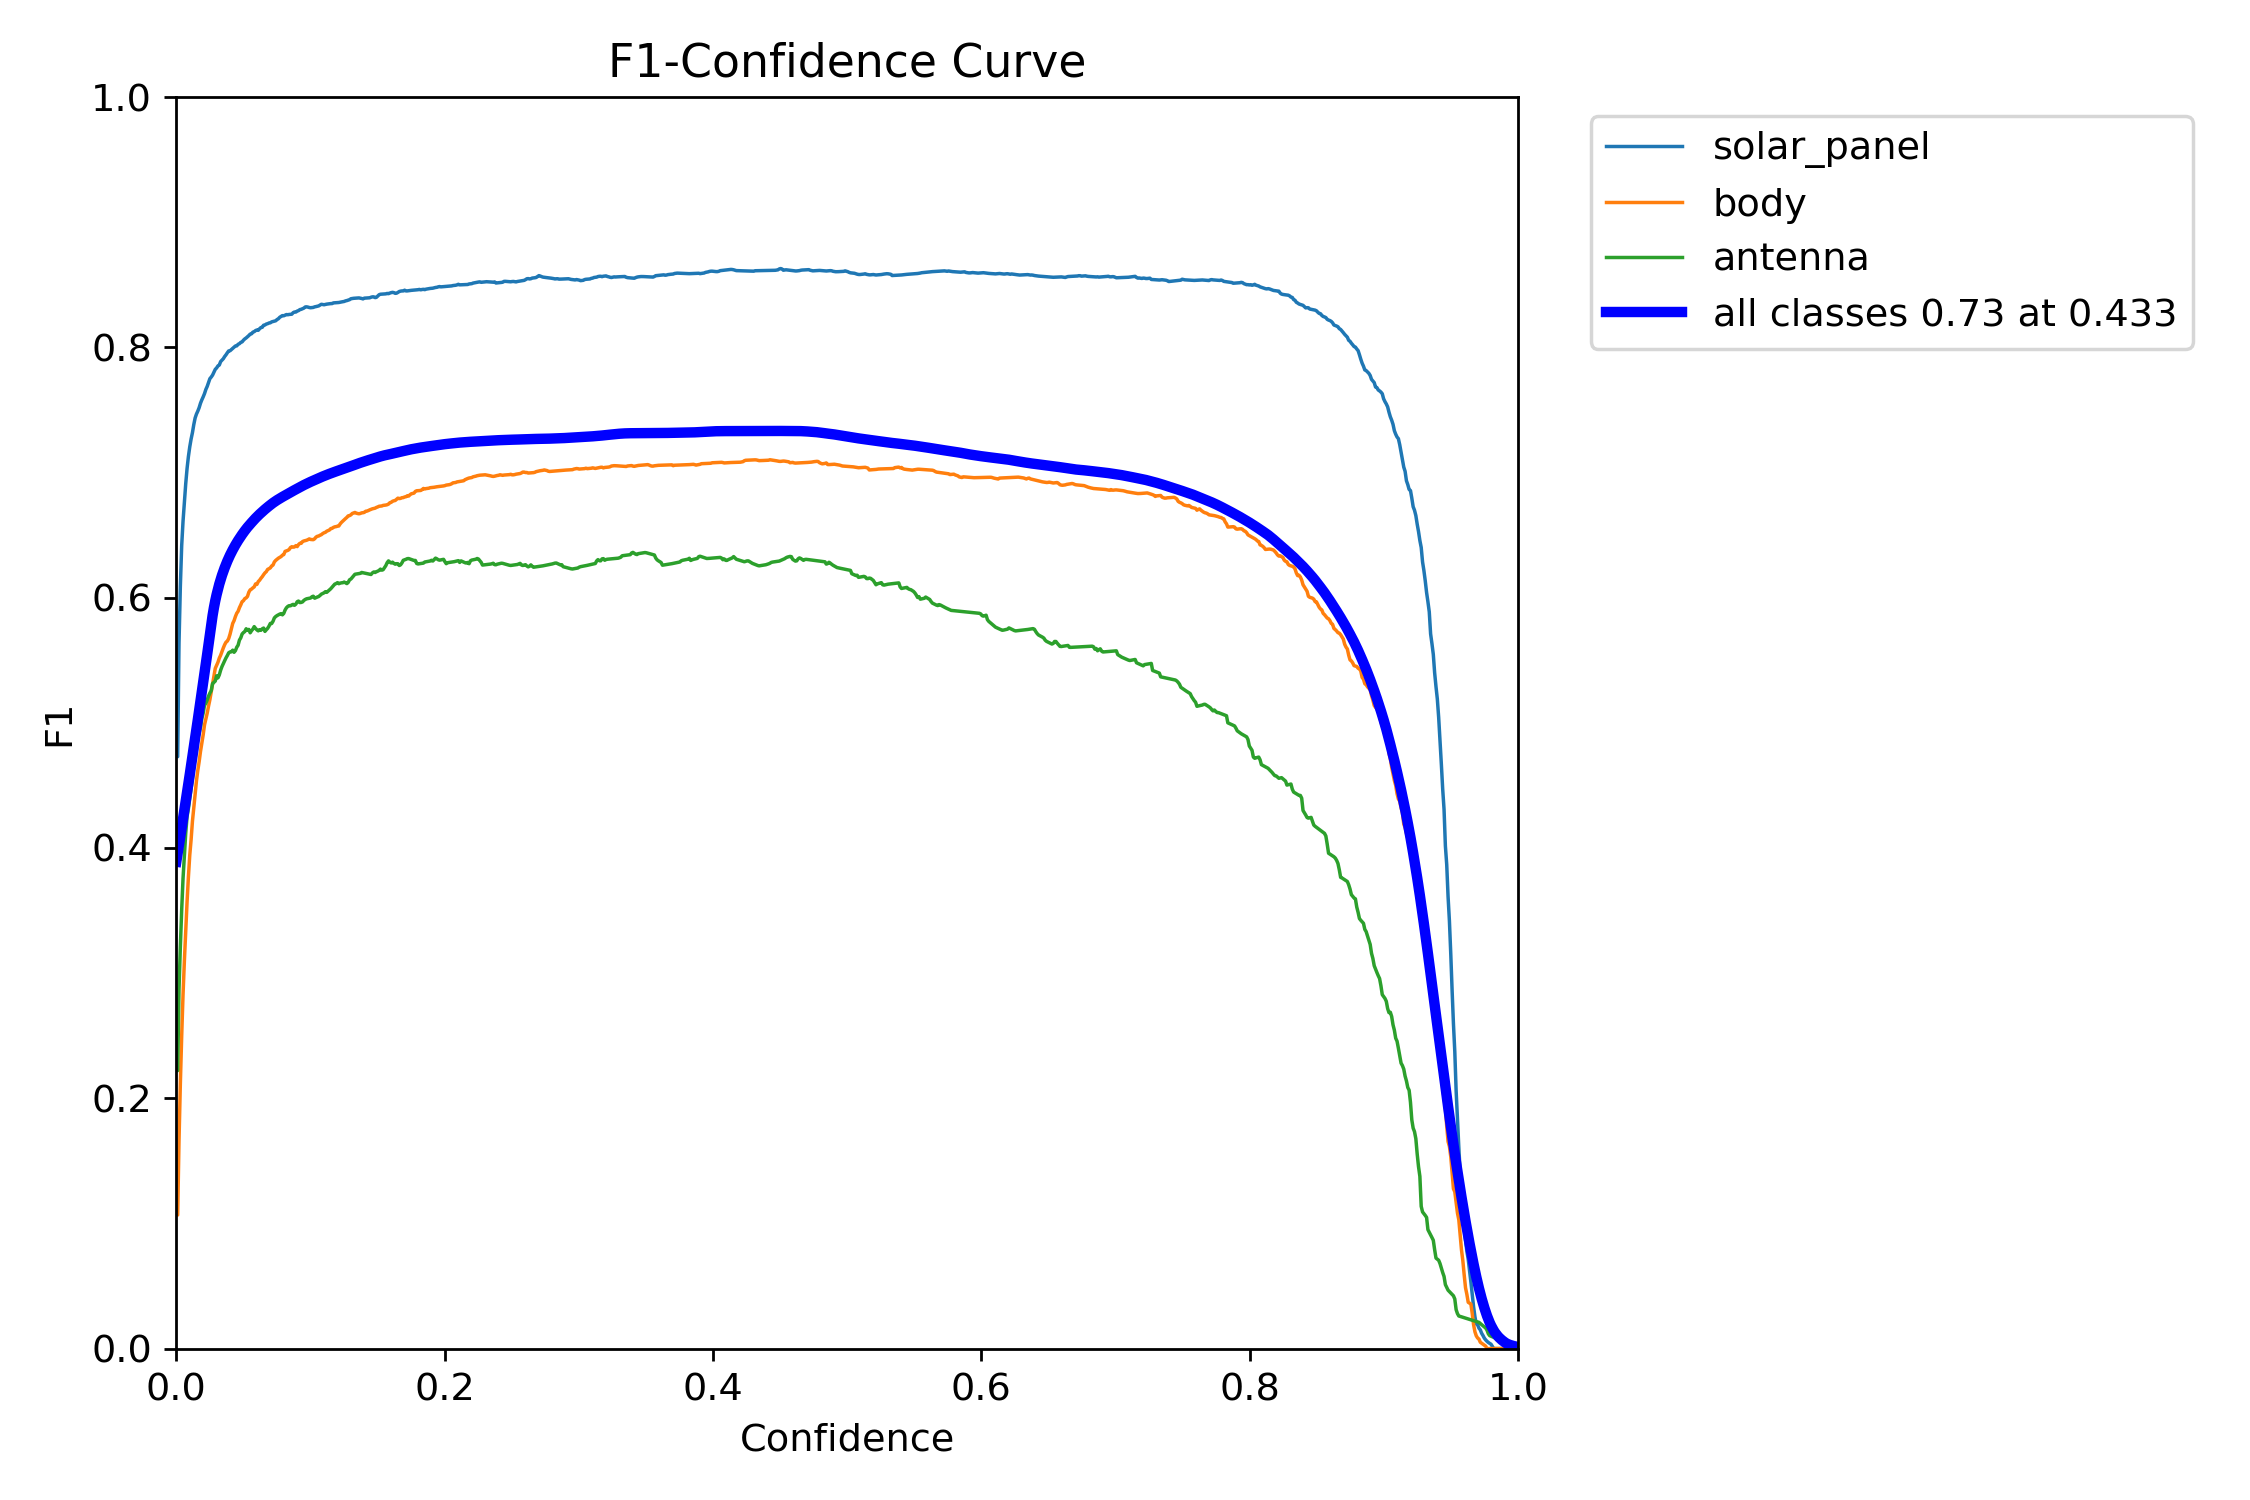 F1-Confidence Curve
1.0
0.8
0.6
0.4
0.2
0.0
F1
0.0 0.2 0.4 0.6 0.8 1.0
Confidence
solar_panel
body
antenna
all classes 0.73 at 0.433